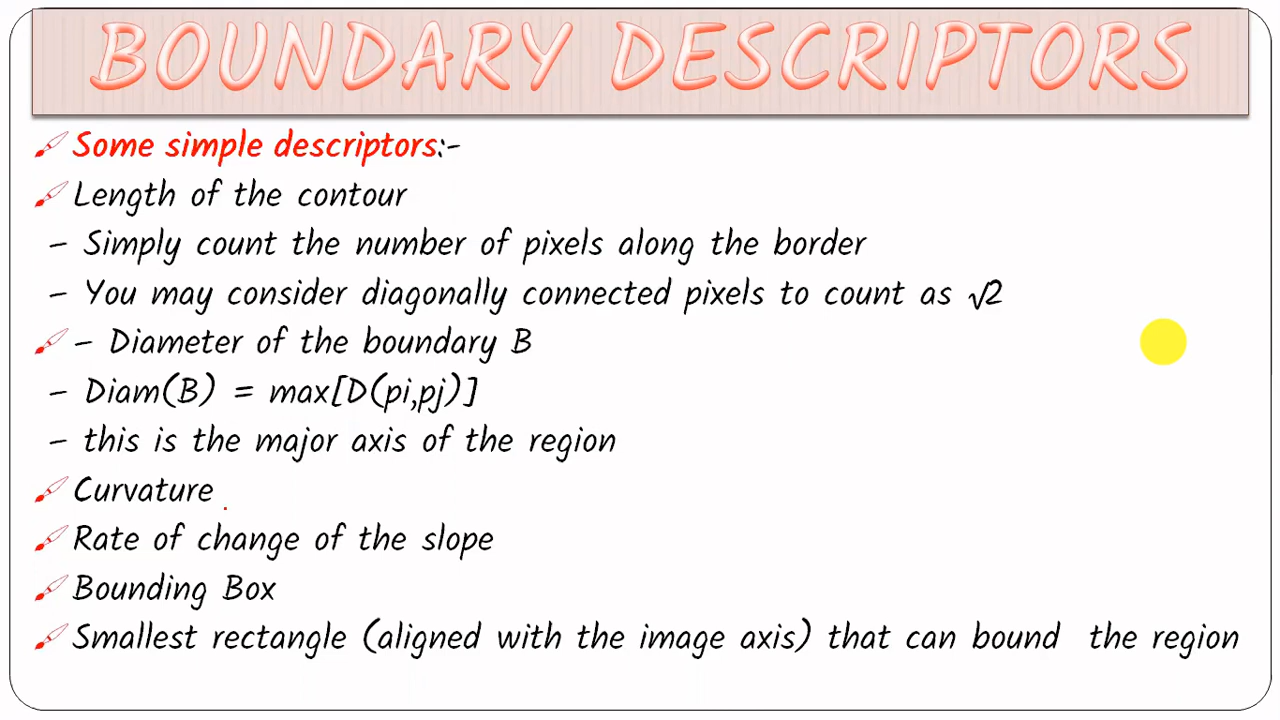 BOUNDARY DESCRIPTORS
Some simple descriptors:-
Length of the contour
– Simply count the number of pixels along the border
– You may consider diagonally connected pixels to count as √2
– Diameter of the boundary B
– Diam(B) = max[D(pi,pj)]
– this is the major axis of the region
Curvature
Rate of change of the slope
Bounding Box
Smallest rectangle (aligned with the image axis) that can bound the region